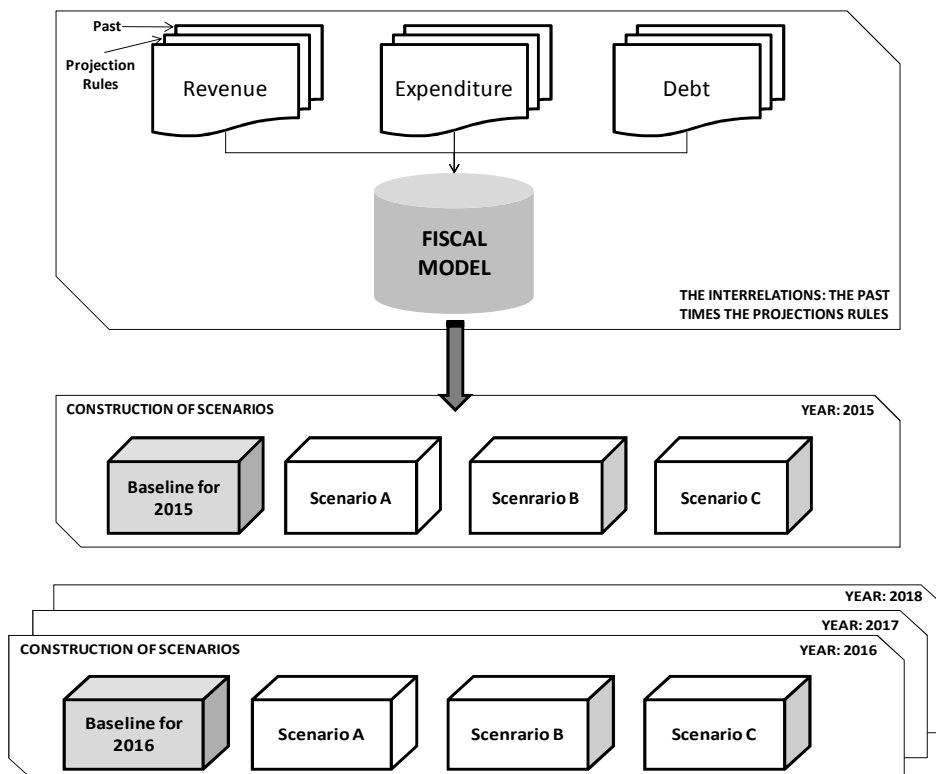 Past
Projection
Rules
Revenue
Expenditure
Debt
FISCAL
MODEL
THE INTERRELATIONS: THE PAST
TIMES THE PROJECTIONS RULES
CONSTRUCTION OF SCENARIOS
YEAR: 2015
Baseline for
2015
Scenario A
Scenrario B
Scenario C
YEAR: 2018
YEAR: 2017
CONSTRUCTION OF SCENARIOS
YEAR: 2016
Baseline for
2016
Scenario A
Scenrario B
Scenario C